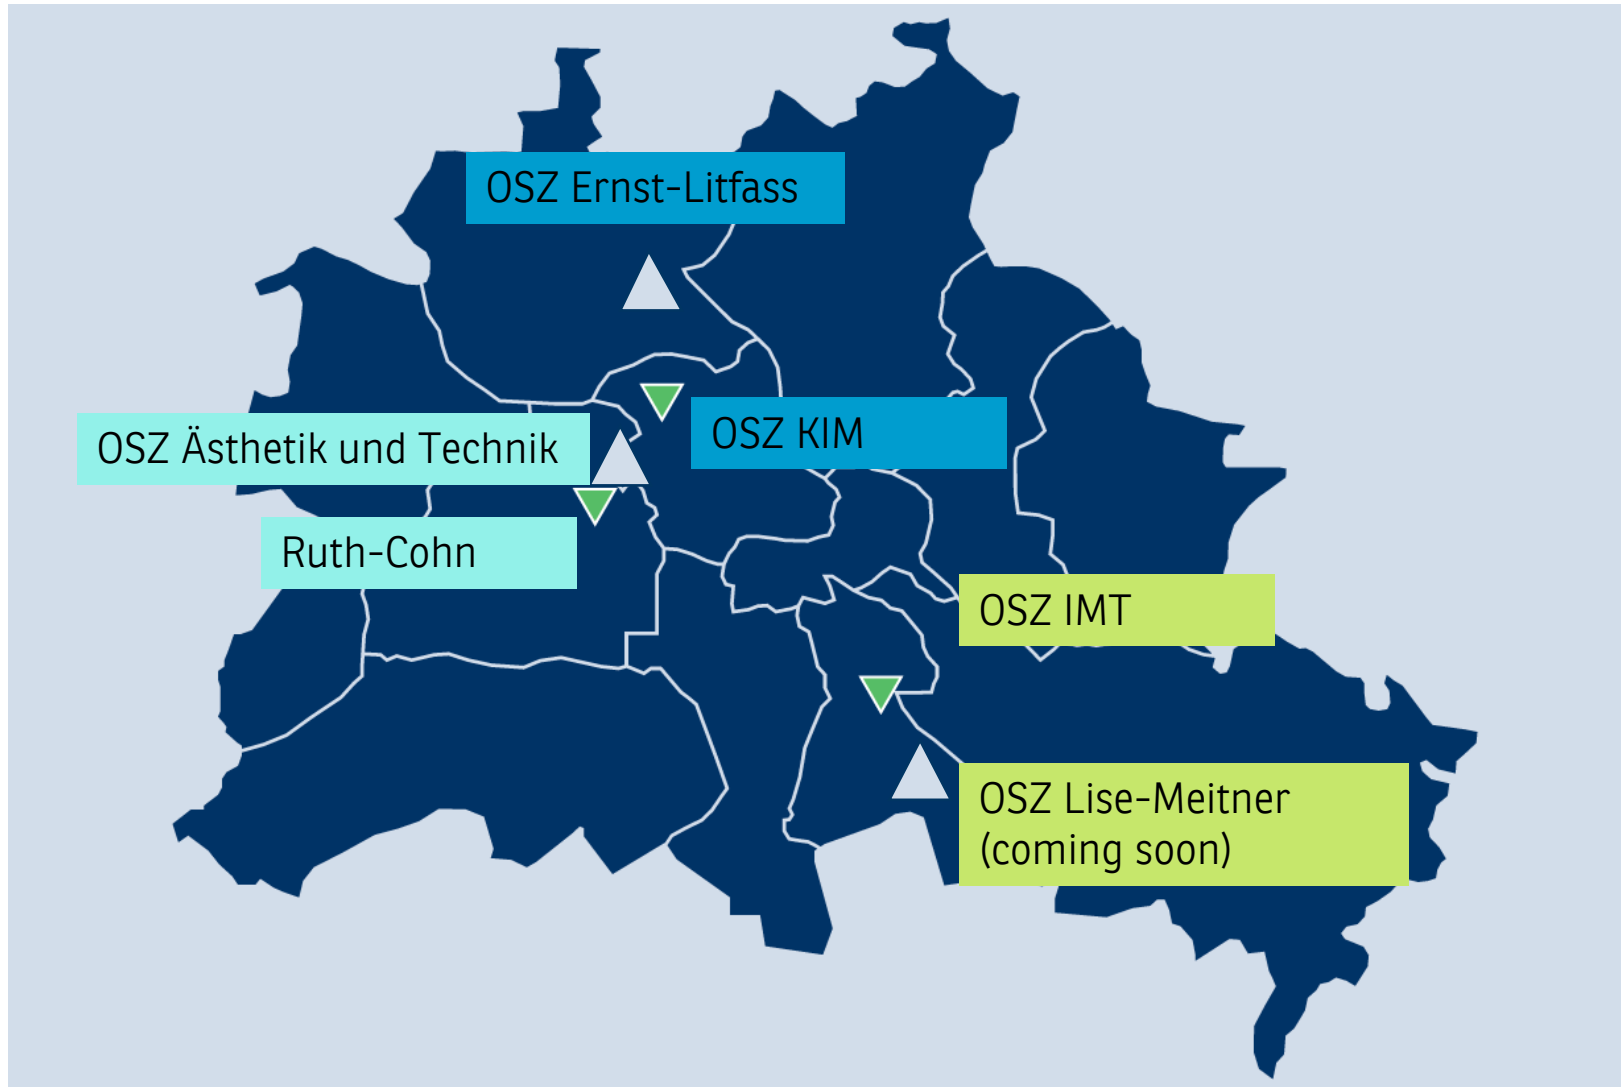 OSZ Ernst-Litfass
OSZ KIM
OSZ Ästhetik und Technik
Ruth-Cohn
OSZ IMT
OSZ Lise-Meitner
(coming soon)